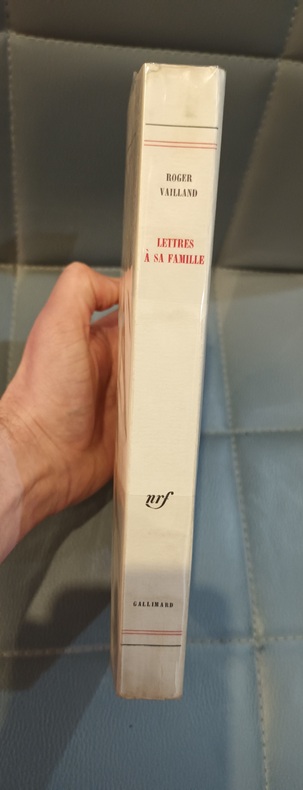 ROGER
VAILLAND
LETTRES
À SA FAMILLE
nrf
GALLIMARD